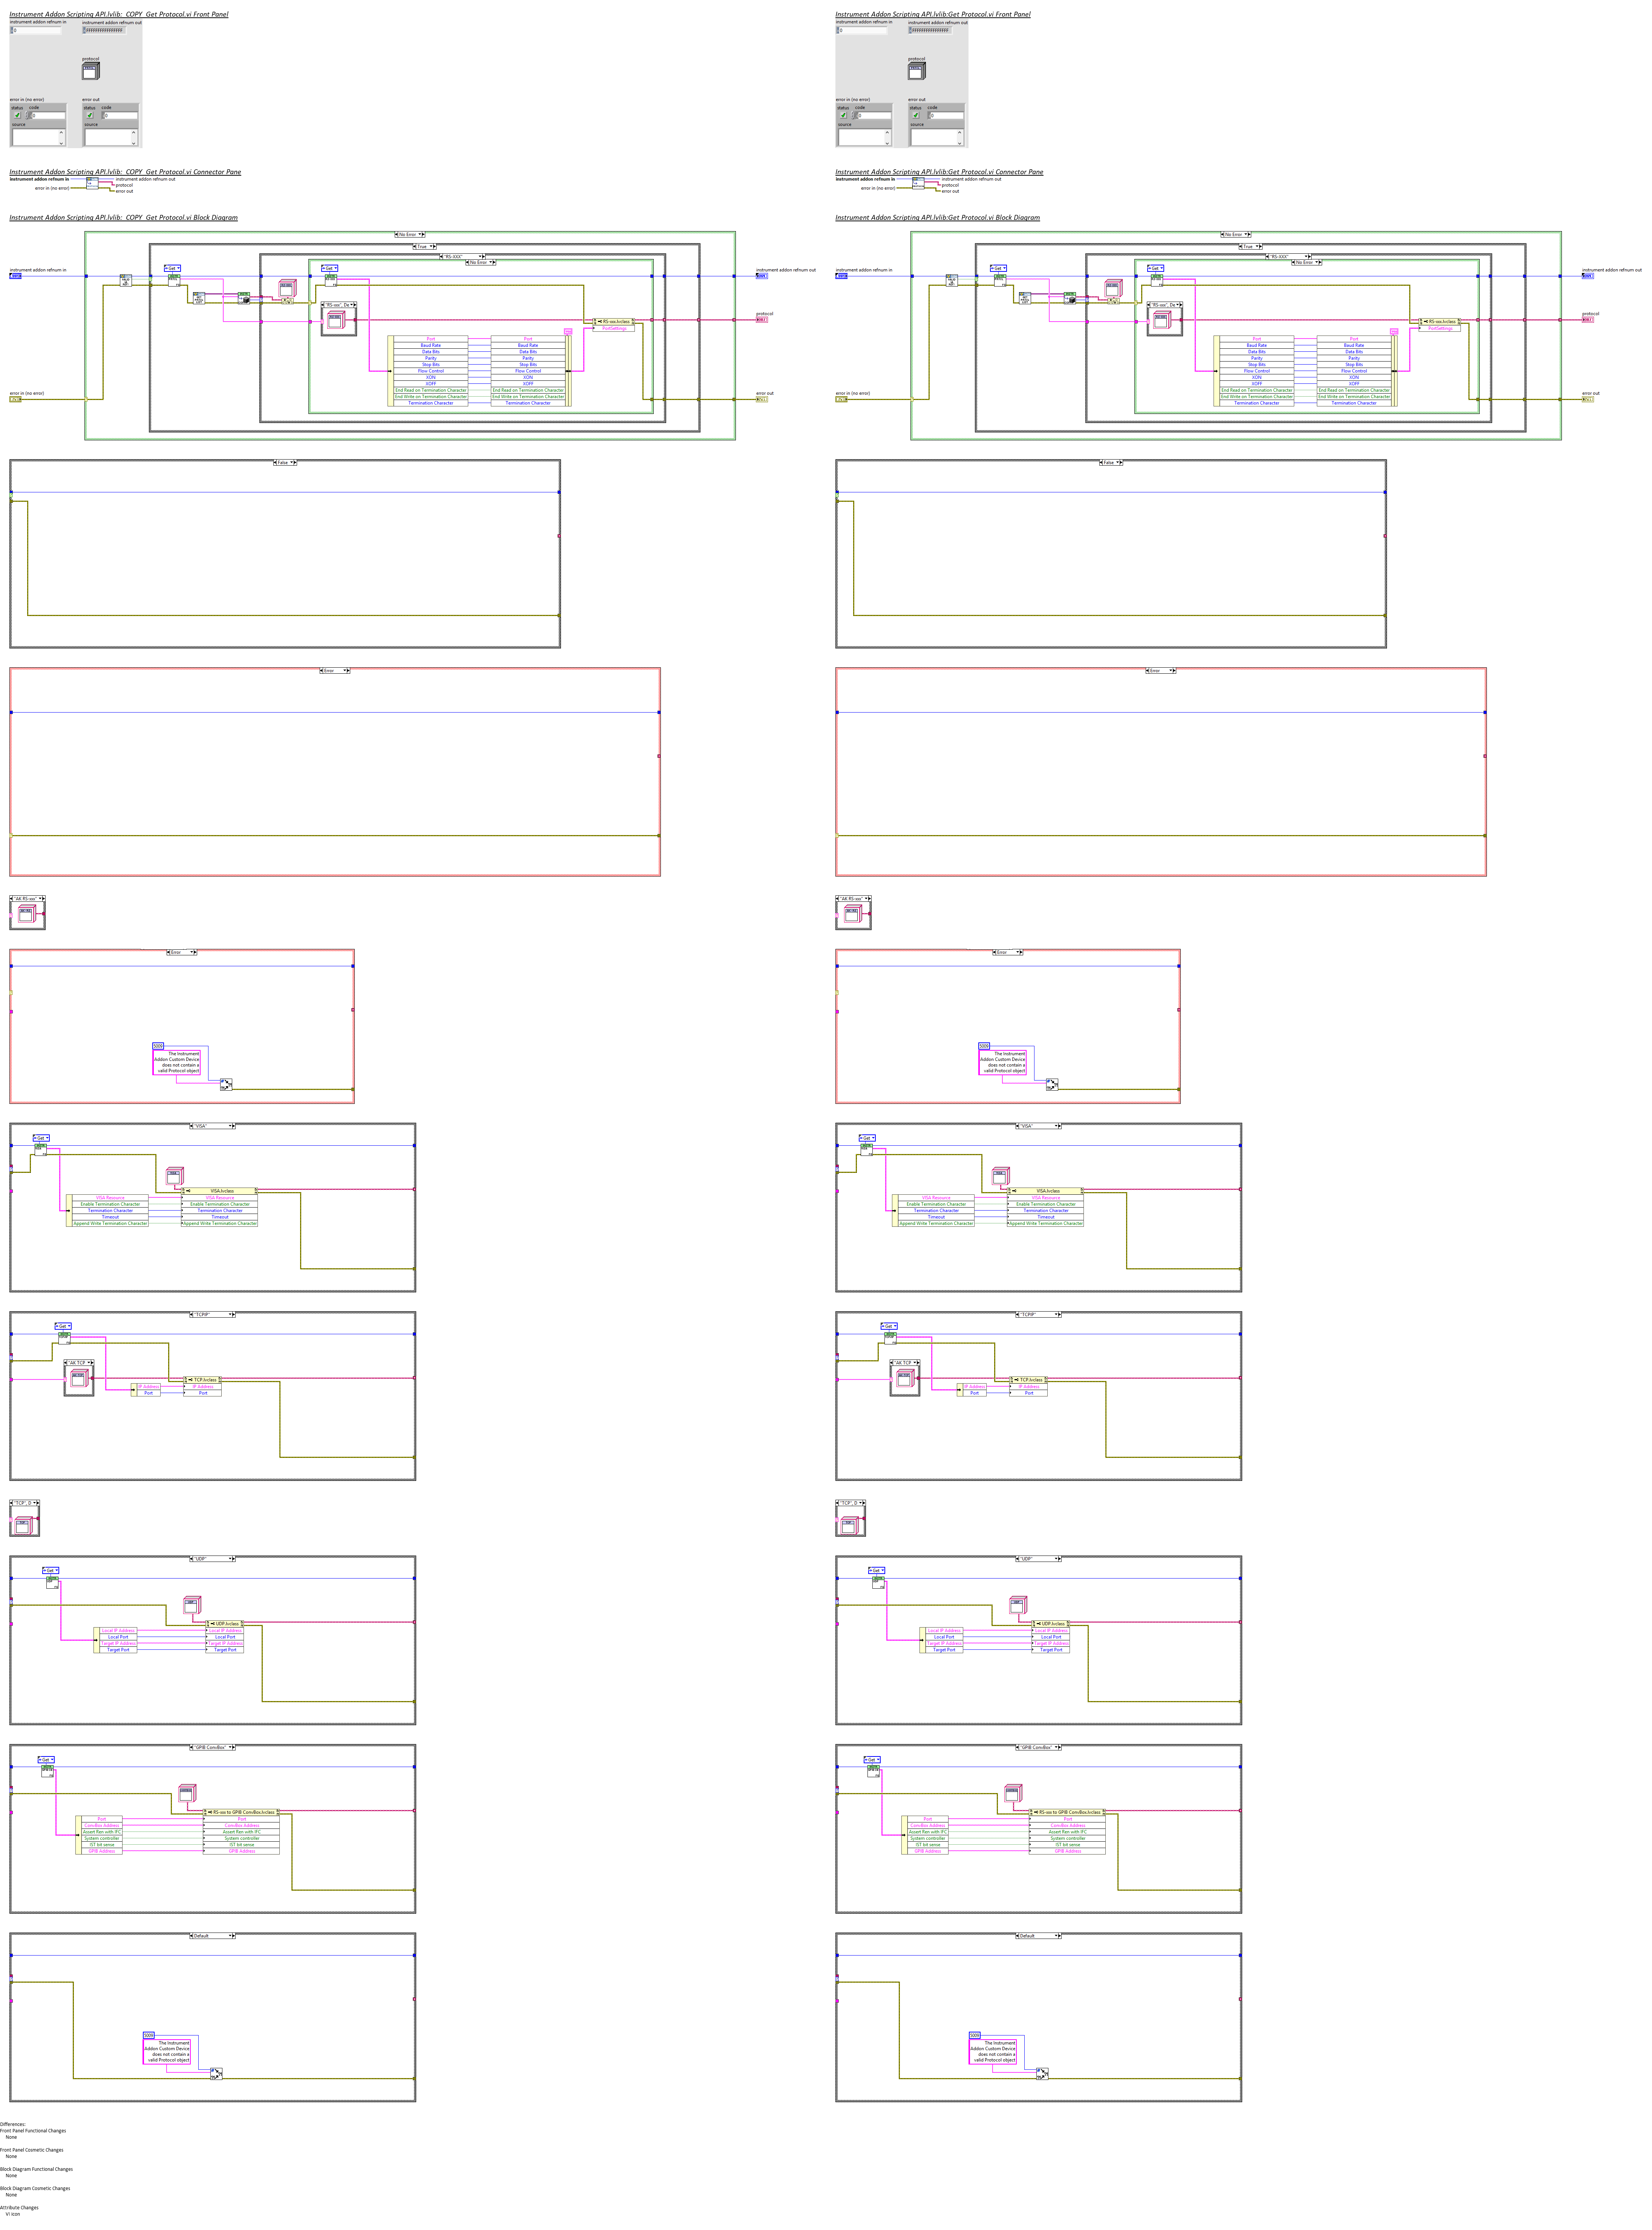 Instrument Addon Scripting API.lvlib:_COPY_Get Protocol.vi Front Panel
instrument addon refnum in
instrument addon refnum out
0
FFFFFFFFFFFFFFFF
protocol
error in (no error)
error out
status code
0
source
status code
0
source
Instrument Addon Scripting API.lvlib:_COPY_Get Protocol.vi Connector Pane
instrument addon refnum in
instrument addon refnum out
protocol
error in (no error)
error out
Instrument Addon Scripting API.lvlib:_COPY_Get Protocol.vi Block Diagram
No Error
True
"RS-XXX"
No Error
instrument addon refnum in
Get
Get
instrument addon refnum out
"RS-xxx", De
protocol
RS-xxx.lvclass
PortSettings
Port Port
Baud Rate Baud Rate
Data Bits Data Bits
Parity Parity
Stop Bits Stop Bits
Flow Control Flow Control
XON XON
XOFF XOFF
End Read on Termination Character End Read on Termination Character
End Write on Termination Character End Write on Termination Character
Termination Character Termination Character
error in (no error)
error out
False
Error
"AK RS-xxx"
Error
5009
The Instrument
Addon Custom Device
does not contain a
valid Protocol object
"VISA"
Get
VISA.lvclass
VISA Resource VISA Resource
Enable Termination Character Enable Termination Character
Termination Character Termination Character
Timeout Timeout
Append Write Termination Character Append Write Termination Character
"TCPIP"
Get
"AK TCP
TCP.lvclass
IP Address IP Address
Port Port
"TCP", D
"UDP"
Get
UDP.lvclass
Local IP Address Local IP Address
Local Port Local Port
Target IP Address Target IP Address
Target Port Target Port
"GPIB ConvBox"
Get
RS-xxx to GPIB ConvBox.lvclass
Port Port
ConvBox Address ConvBox Address
Assert Ren with IFC Assert Ren with IFC
System controller System controller
IST bit sense IST bit sense
GPIB Address GPIB Address
Default
5009
The Instrument
Addon Custom Device
does not contain a
valid Protocol object
Instrument Addon Scripting API.lvlib:Get Protocol.vi Front Panel
instrument addon refnum in
instrument addon refnum out
0
FFFFFFFFFFFFFFFF
protocol
error in (no error)
error out
status code
0
source
status code
0
source
Instrument Addon Scripting API.lvlib:Get Protocol.vi Connector Pane
instrument addon refnum in
instrument addon refnum out
protocol
error in (no error)
error out
Instrument Addon Scripting API.lvlib:Get Protocol.vi Block Diagram
No Error
True
"RS-XXX"
No Error
instrument addon refnum in
Get
Get
instrument addon refnum out
"RS-xxx", De
protocol
RS-xxx.lvclass
PortSettings
Port Port
Baud Rate Baud Rate
Data Bits Data Bits
Parity Parity
Stop Bits Stop Bits
Flow Control Flow Control
XON XON
XOFF XOFF
End Read on Termination Character End Read on Termination Character
End Write on Termination Character End Write on Termination Character
Termination Character Termination Character
error in (no error)
error out
False
Error
"AK RS-xxx"
Error
5009
The Instrument
Addon Custom Device
does not contain a
valid Protocol object
"VISA"
Get
VISA.lvclass
VISA Resource VISA Resource
Enable Termination Character Enable Termination Character
Termination Character Termination Character
Timeout Timeout
Append Write Termination Character Append Write Termination Character
"TCPIP"
Get
"AK TCP
TCP.lvclass
IP Address IP Address
Port Port
"TCP", D
"UDP"
Get
UDP.lvclass
Local IP Address Local IP Address
Local Port Local Port
Target IP Address Target IP Address
Target Port Target Port
"GPIB ConvBox"
Get
RS-xxx to GPIB ConvBox.lvclass
Port Port
ConvBox Address ConvBox Address
Assert Ren with IFC Assert Ren with IFC
System controller System controller
IST bit sense IST bit sense
GPIB Address GPIB Address
Default
5009
The Instrument
Addon Custom Device
does not contain a
valid Protocol object
Differences:
Front Panel Functional Changes
None
Front Panel Cosmetic Changes
None
Block Diagram Functional Changes
None
Block Diagram Cosmetic Changes
None
Attribute Changes
VI icon